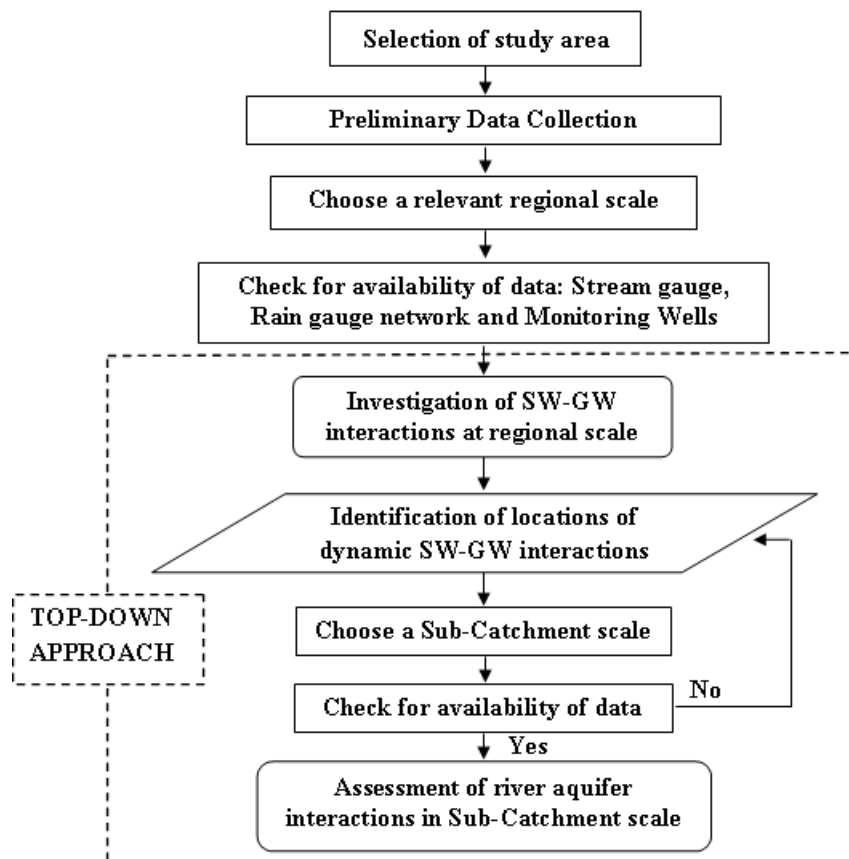 Selection of study area
Preliminary Data Collection
Choose a relevant regional scale
Check for availability of data: Stream gauge,
Rain gauge network and Monitoring Wells
Investigation of SW-GW
interactions at regional scale
Identification of locations of
dynamic SW-GW interactions
TOP-DOWN
APPROACH
Choose a Sub-Catchment scale
Check for availability of data
No
Yes
Assessment of river aquifer
interactions in Sub-Catchment scale